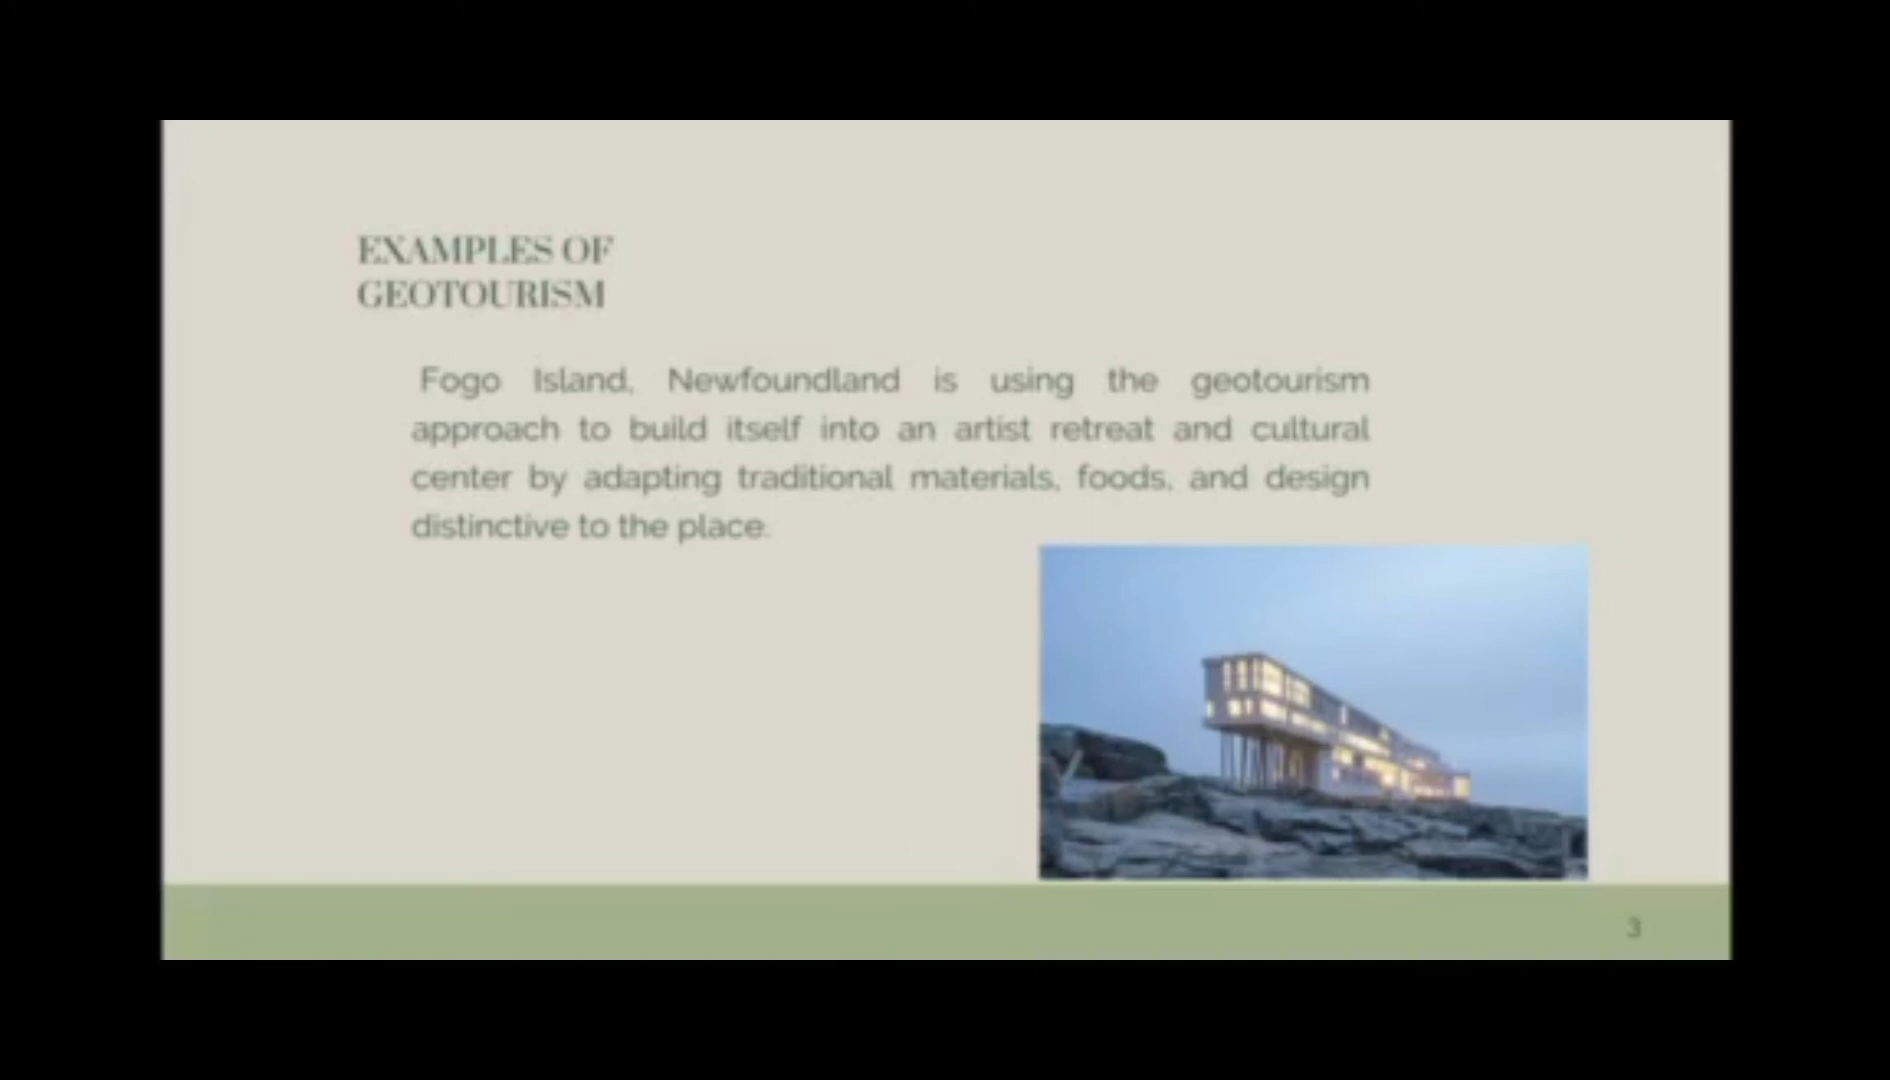 EXAMPLES OF
GEOTOURISM
Fogo Island, Newfoundland is using the geotourism
approach to build itself into an artist retreat and cultural
center by adapting traditional materials, foods, and design
distinctive to the place.
3